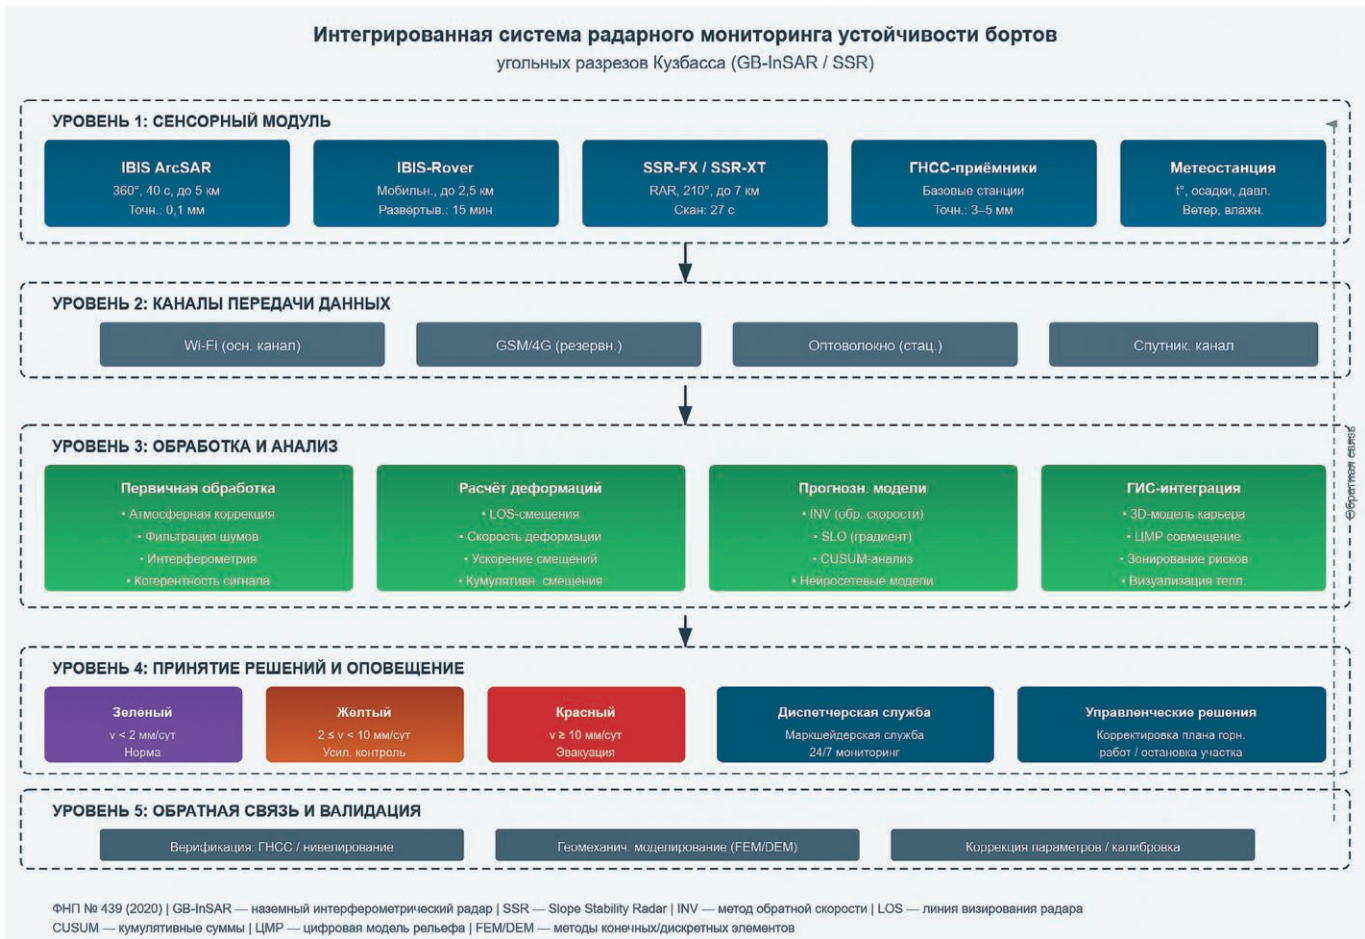 Интегрированная система радарного мониторинга устойчивости бортов
угольных разрезов Кузбасса (GB-InSAR / SSR)
УРОВЕНЬ 1: СЕНСОРНЫЙ МОДУЛЬ
IBIS ArcSAR
360°, 40 с, до 5 км
Точн.: 0,1 мм
IBIS-Rover
Мобильн., до 2,5 км
Развёртыв.: 15 мин
SSR-FX / SSR-XT
RAR, 210°, до 7 км
Скан: 27 с
ГНСС-приёмники
Базовые станции
Точн.: 3–5 мм
Метеостанция
t°, осадки, давл.
Ветер, влажн.
УРОВЕНЬ 2: КАНАЛЫ ПЕРЕДАЧИ ДАННЫХ
Wi-Fi (осн. канал)
GSM/4G (резервн.)
Оптоволокно (стац.)
Спутник. канал
УРОВЕНЬ 3: ОБРАБОТКА И АНАЛИЗ
Первичная обработка
• Атмосферная коррекция
• Фильтрация шумов
• Интерферометрия
• Когерентность сигнала
Расчёт деформаций
• LOS-смещения
• Скорость деформации
• Ускорение смещений
• Кумулятивн. смещения
Прогнозн. модели
• INV (обр. скорости)
• SLO (градиент)
• CUSUM-анализ
• Нейросетевые модели
ГИС-интеграция
• 3D-модель карьера
• ЦМР совмещение
• Зонирование рисков
• Визуализация тепл.
Обратная связь
УРОВЕНЬ 4: ПРИНЯТИЕ РЕШЕНИЙ И ОПОВЕЩЕНИЕ
Зелёный
v < 2 мм/сут
Норма
Желтый
2 ≤ v < 10 мм/сут
Усил. контроль
Красный
v ≥ 10 мм/сут
Эвакуация
Диспетчерская служба
Маркшейдерская служба
24/7 мониторинг
Управленческие решения
Корректировка плана горн.
работ / остановка участка
УРОВЕНЬ 5: ОБРАТНАЯ СВЯЗЬ И ВАЛИДАЦИЯ
Верификация: ГНСС / нивелирование
Геомеханич. моделирование (FEM/DEM)
Коррекция параметров / калибровка
ФНП № 439 (2020) | GB-InSAR — наземный интерферометрический радар | SSR — Slope Stability Radar | INV — метод обратной скорости | LOS — линия визирования радара
CUSUM — кумулятивные суммы | ЦМР — цифровая модель рельефа | FEM/DEM — методы конечных/дискретных элементов